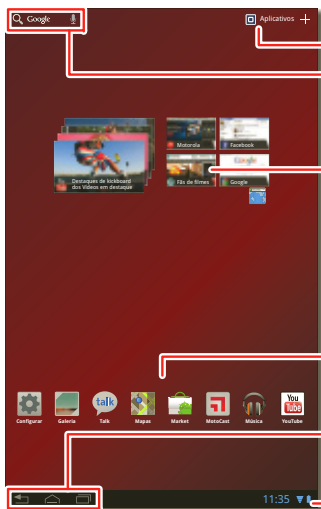 Google
Aplicativos
Motorola
Facebook
Destaques de kickboard
dos Vídeos em destaque
Fãs de filmes
Google
talk
You
Tube
Configurar
Galeria
Talk
Mapas
Market
MotoCast
Música
YouTube
11:35